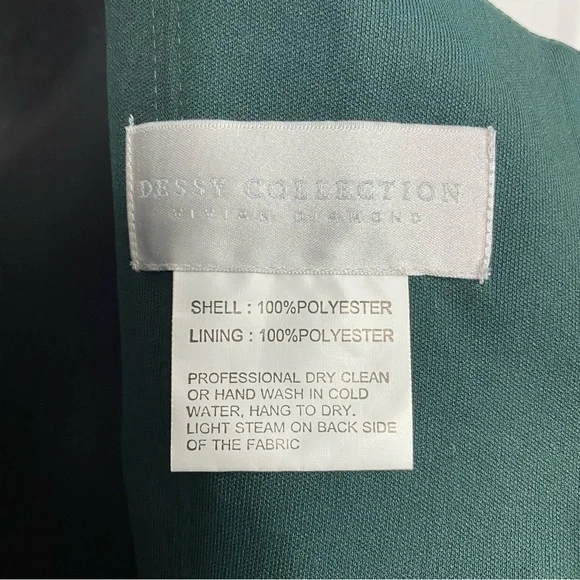 DESSY COLLECTION
VIVIAN DIAMOND
SHELL : 100%POLYESTER
LINING : 100%POLYESTER
PROFESSIONAL DRY CLEAN
OR HAND WASH IN COLD
WATER, HANG TO DRY.
LIGHT STEAM ON BACK SIDE
OF THE FABRIC